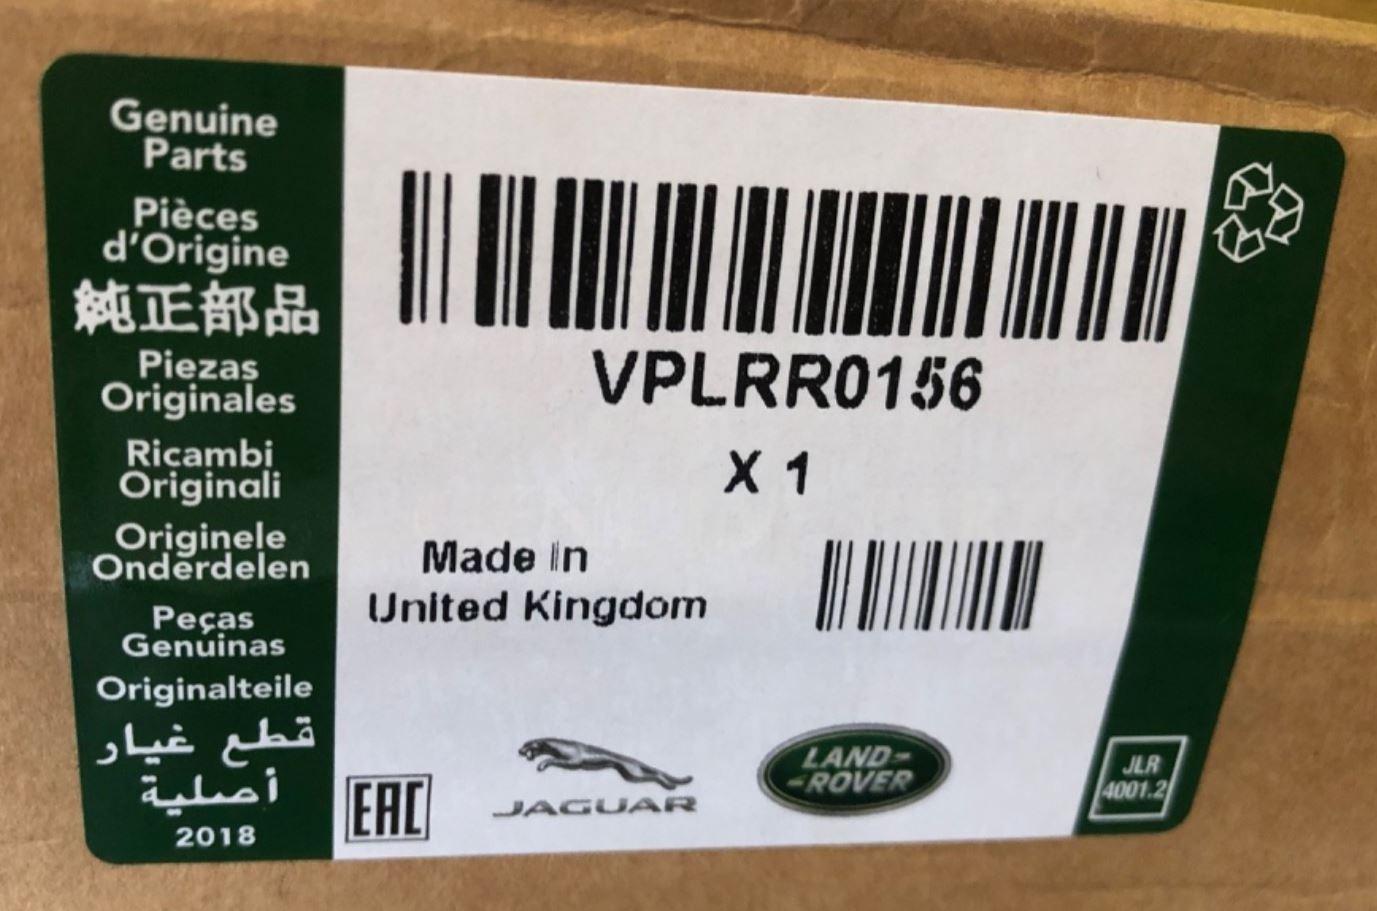 Genuine
Parts
Pièces
d'Origine
純正部品
Piezas
Originales
Ricambi
Originali
Originele
Onderdelen
Peças
Genuinas
Originalteile
قطع غيار
أصلية
2018
VPLRR0156
X 1
Made in
United Kingdom
EAC
JAGUAR
LAND-
-ROVER
JLR
4001.2